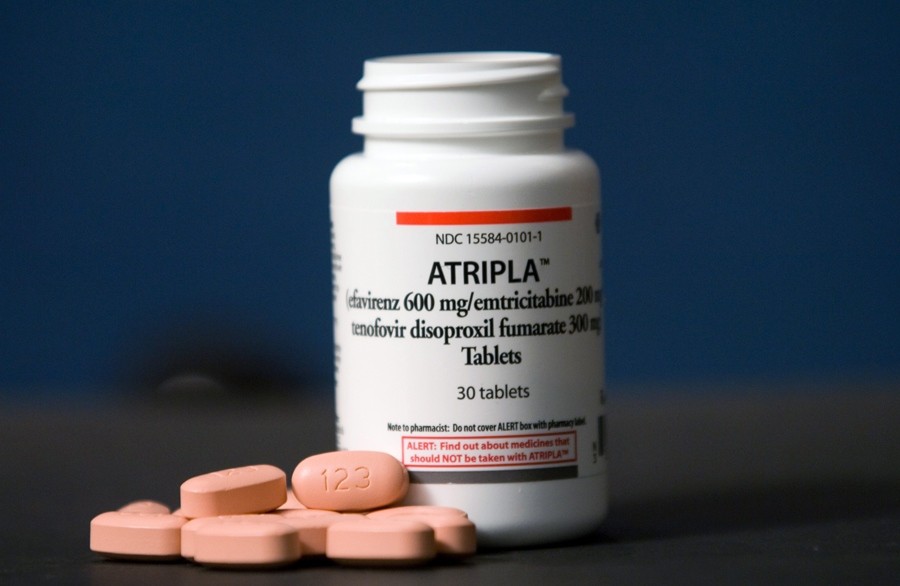 NDC 15584-0101-1
ATRIPLA™
(efavirenz 600 mg/emtricitabine 200
tenofovir disoproxil fumarate 300 mg
Tablets
30 tablets
Note to pharmacist: Do not cover ALERT box with pharmacy label.
ALERT: Find out about medicines that
should NOT be taken with ATRIPLA™
123